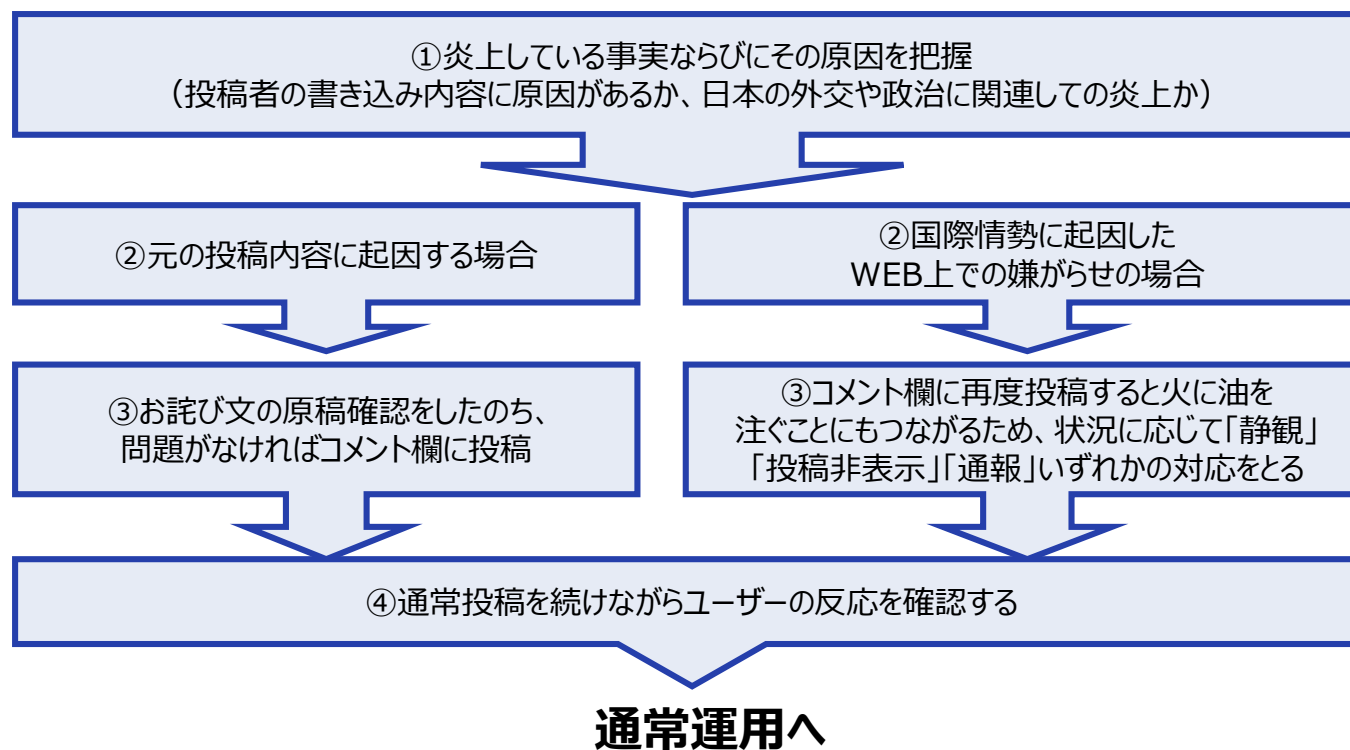 ①炎上している事実ならびにその原因を把握
（投稿者の書き込み内容に原因があるか、日本の外交や政治に関連しての炎上か）
②元の投稿内容に起因する場合
②国際情勢に起因した
WEB上での嫌がらせの場合
③お詫び文の原稿確認をしたのち、
問題がなければコメント欄に投稿
③コメント欄に再度投稿すると火に油を
注ぐことにもつながるため、状況に応じて「静観」
「投稿非表示」「通報」いずれかの対応をとる
④通常投稿を続けながらユーザーの反応を確認する
通常運用へ